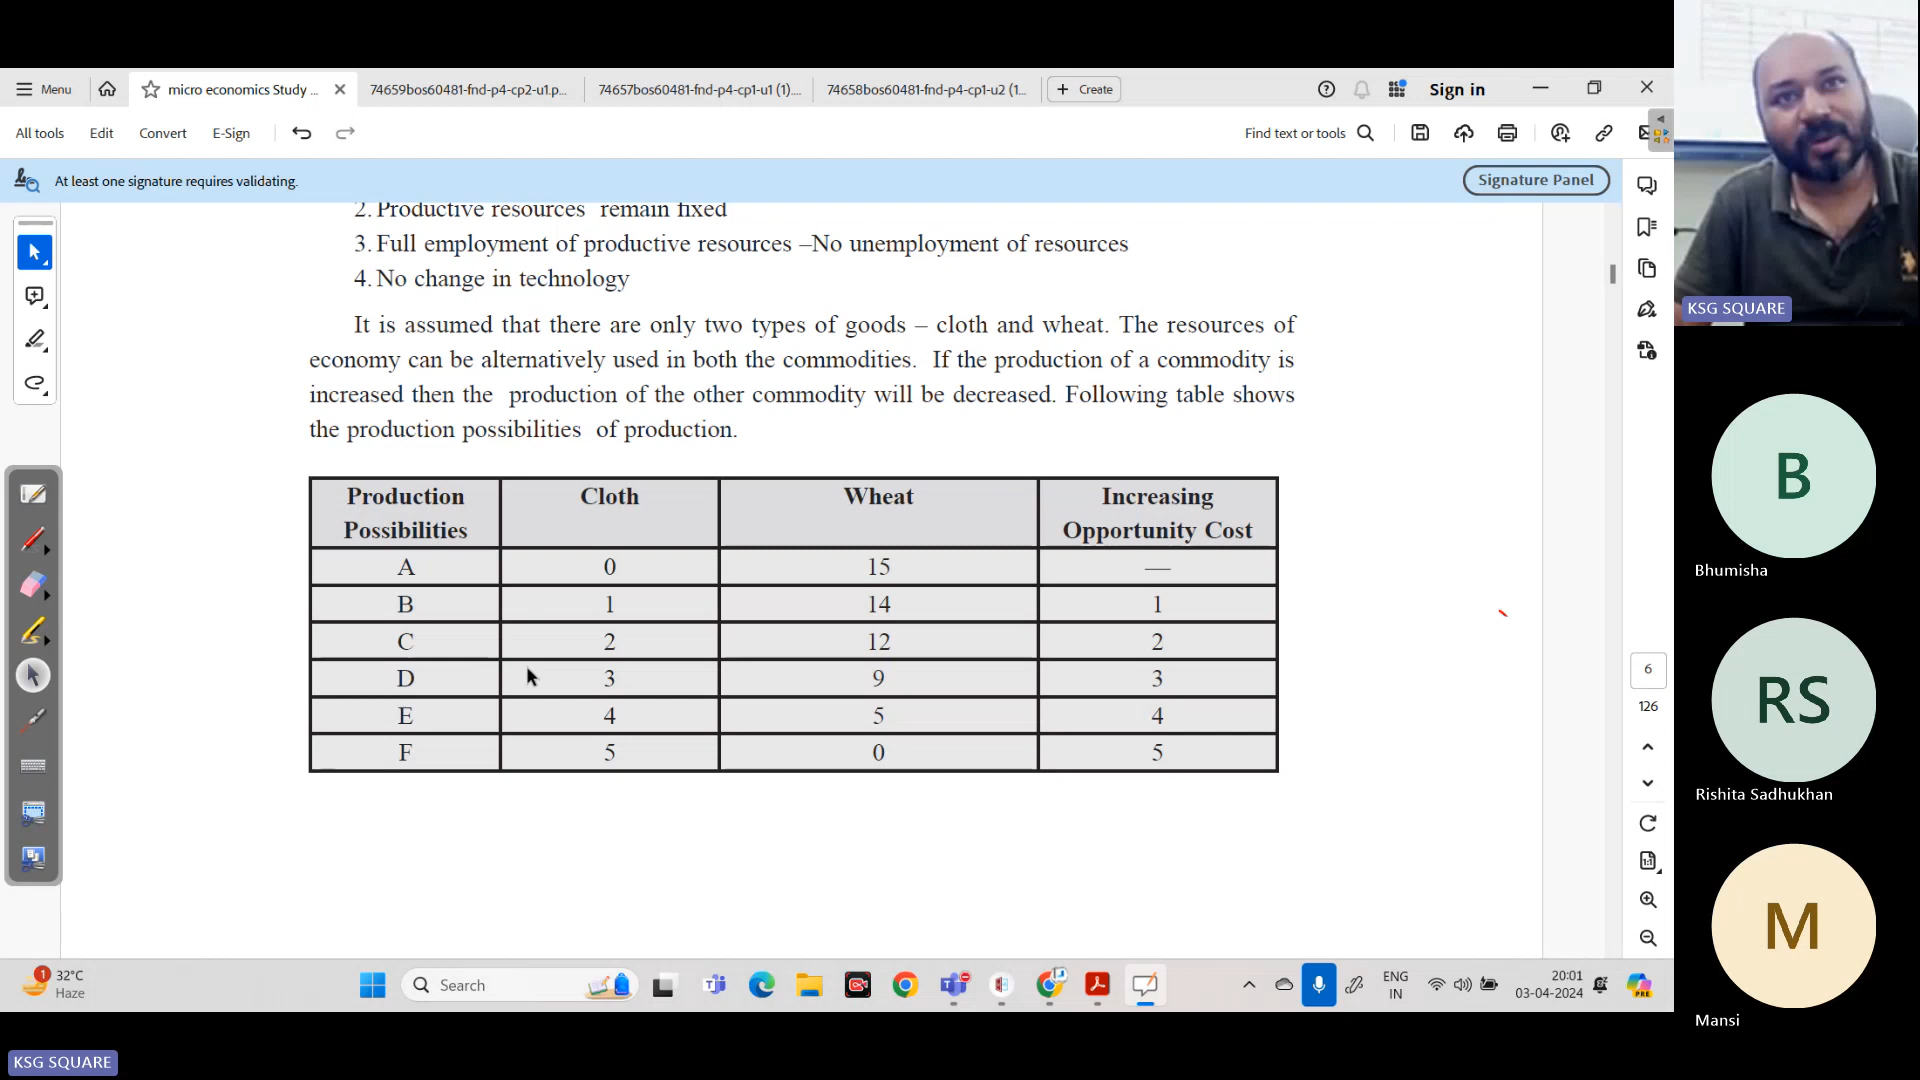 Menu
micro economics Study ...
74659bos60481-fnd-p4-cp2-u1.p...
74657bos60481-fnd-p4-cp1-u1 (1)....
74658bos60481-fnd-p4-cp1-u2 (1...
Create
Sign in
All tools Edit Convert E-Sign
Find text or tools
At least one signature requires validating.
Signature Panel
2. Productive resources remain fixed
3. Full employment of productive resources –No unemployment of resources
4. No change in technology
It is assumed that there are only two types of goods – cloth and wheat. The resources of
economy can be alternatively used in both the commodities. If the production of a commodity is
increased then the production of the other commodity will be decreased. Following table shows
the production possibilities of production.
Production Possibilities Cloth Wheat Increasing Opportunity Cost
A 0 15 —
B 1 14 1
C 2 12 2
D 3 9 3
E 4 5 4
F 5 0 5
6
126
1:1
KSG SQUARE
B
Bhumisha
RS
Rishita Sadhukhan
M
Mansi
1
32°C
Haze
Search
ENG
IN
20:01
03-04-2024
PRE
KSG SQUARE